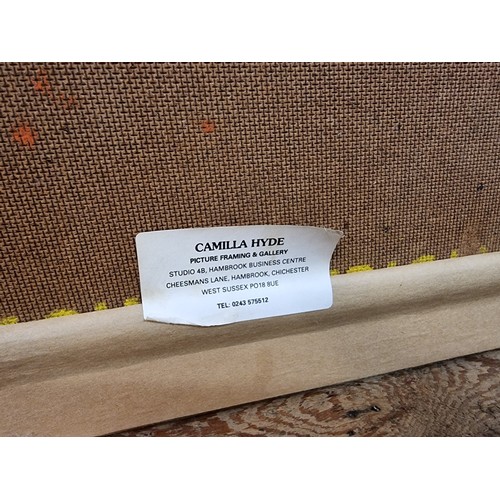 CAMILLA HYDE
PICTURE FRAMING & GALLERY
STUDIO 4B, HAMBROOK BUSINESS CENTRE
CHEESMANS LANE, HAMBROOK, CHICHESTER
WEST SUSSEX PO18 8UE
TEL: 0243 575512